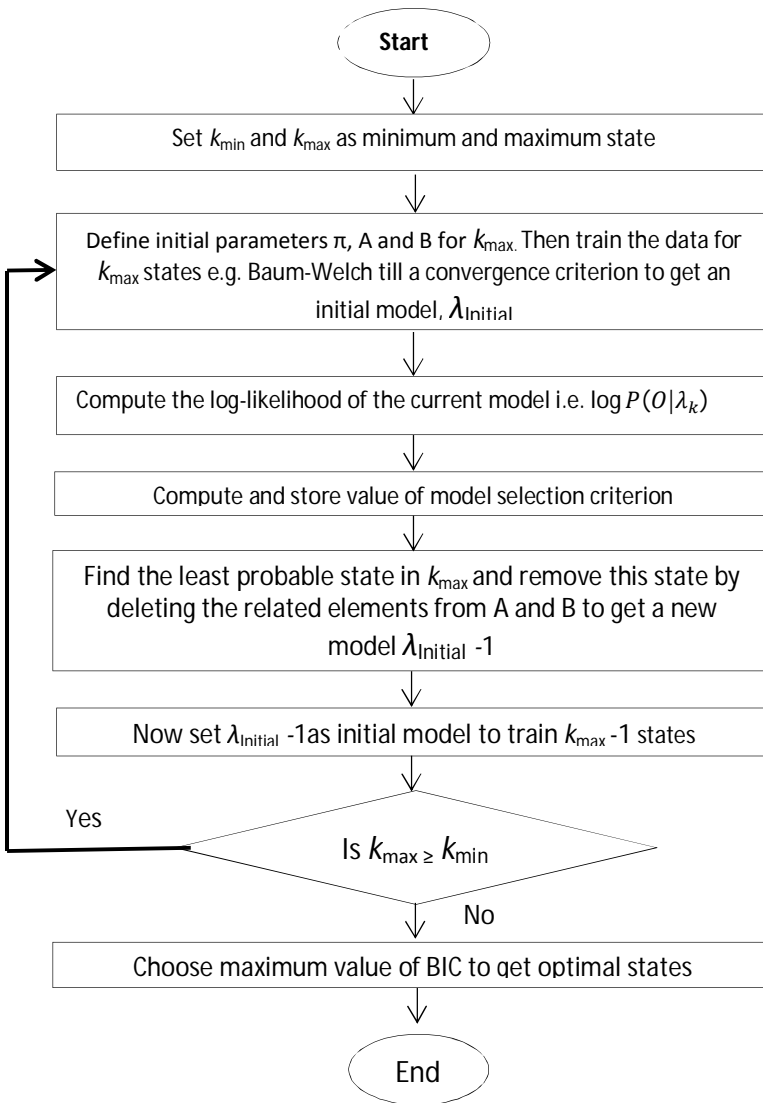 Start
Set kmin and kmax as minimum and maximum state
Define initial parameters π, A and B for kmax. Then train the data for
kmax states e.g. Baum-Welch till a convergence criterion to get an
initial model, λInitial
Compute the log-likelihood of the current model i.e. log P(O|λk)
Compute and store value of model selection criterion
Find the least probable state in kmax and remove this state by
deleting the related elements from A and B to get a new
model λInitial -1
Now set λInitial -1as initial model to train kmax -1 states
Yes
Is kmax ≥ kmin
No
Choose maximum value of BIC to get optimal states
End